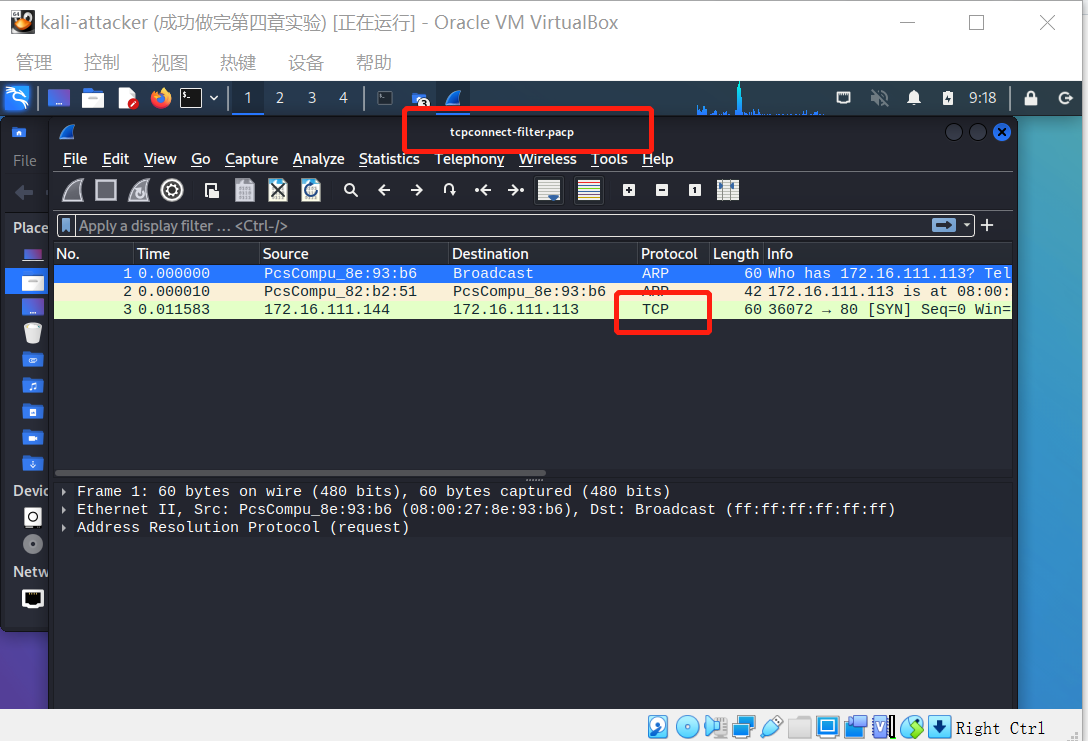 kali-attacker (成功做完第四章实验) [正在运行] - Oracle VM VirtualBox
管理 控制 视图 热键 设备 帮助
1 2 3 4 3 9:18
tcpconnect-filter.pacp
File
File Edit View Go Capture Analyze Statistics Telephony Wireless Tools Help
Place
Apply a display filter … <Ctrl-/>
No. Time Source Destination Protocol Length Info
1 0.000000 PcsCompu_8e:93:b6 Broadcast ARP 60 Who has 172.16.111.113? Tel
2 0.000010 PcsCompu_82:b2:51 PcsCompu_8e:93:b6 ARP 42 172.16.111.113 is at 08:00:
3 0.011583 172.16.111.144 172.16.111.113 TCP 60 36072 → 80 [SYN] Seq=0 Win=
Devic
Frame 1: 60 bytes on wire (480 bits), 60 bytes captured (480 bits)
Ethernet II, Src: PcsCompu_8e:93:b6 (08:00:27:8e:93:b6), Dst: Broadcast (ff:ff:ff:ff:ff:ff)
Address Resolution Protocol (request)
Netw
Right Ctrl